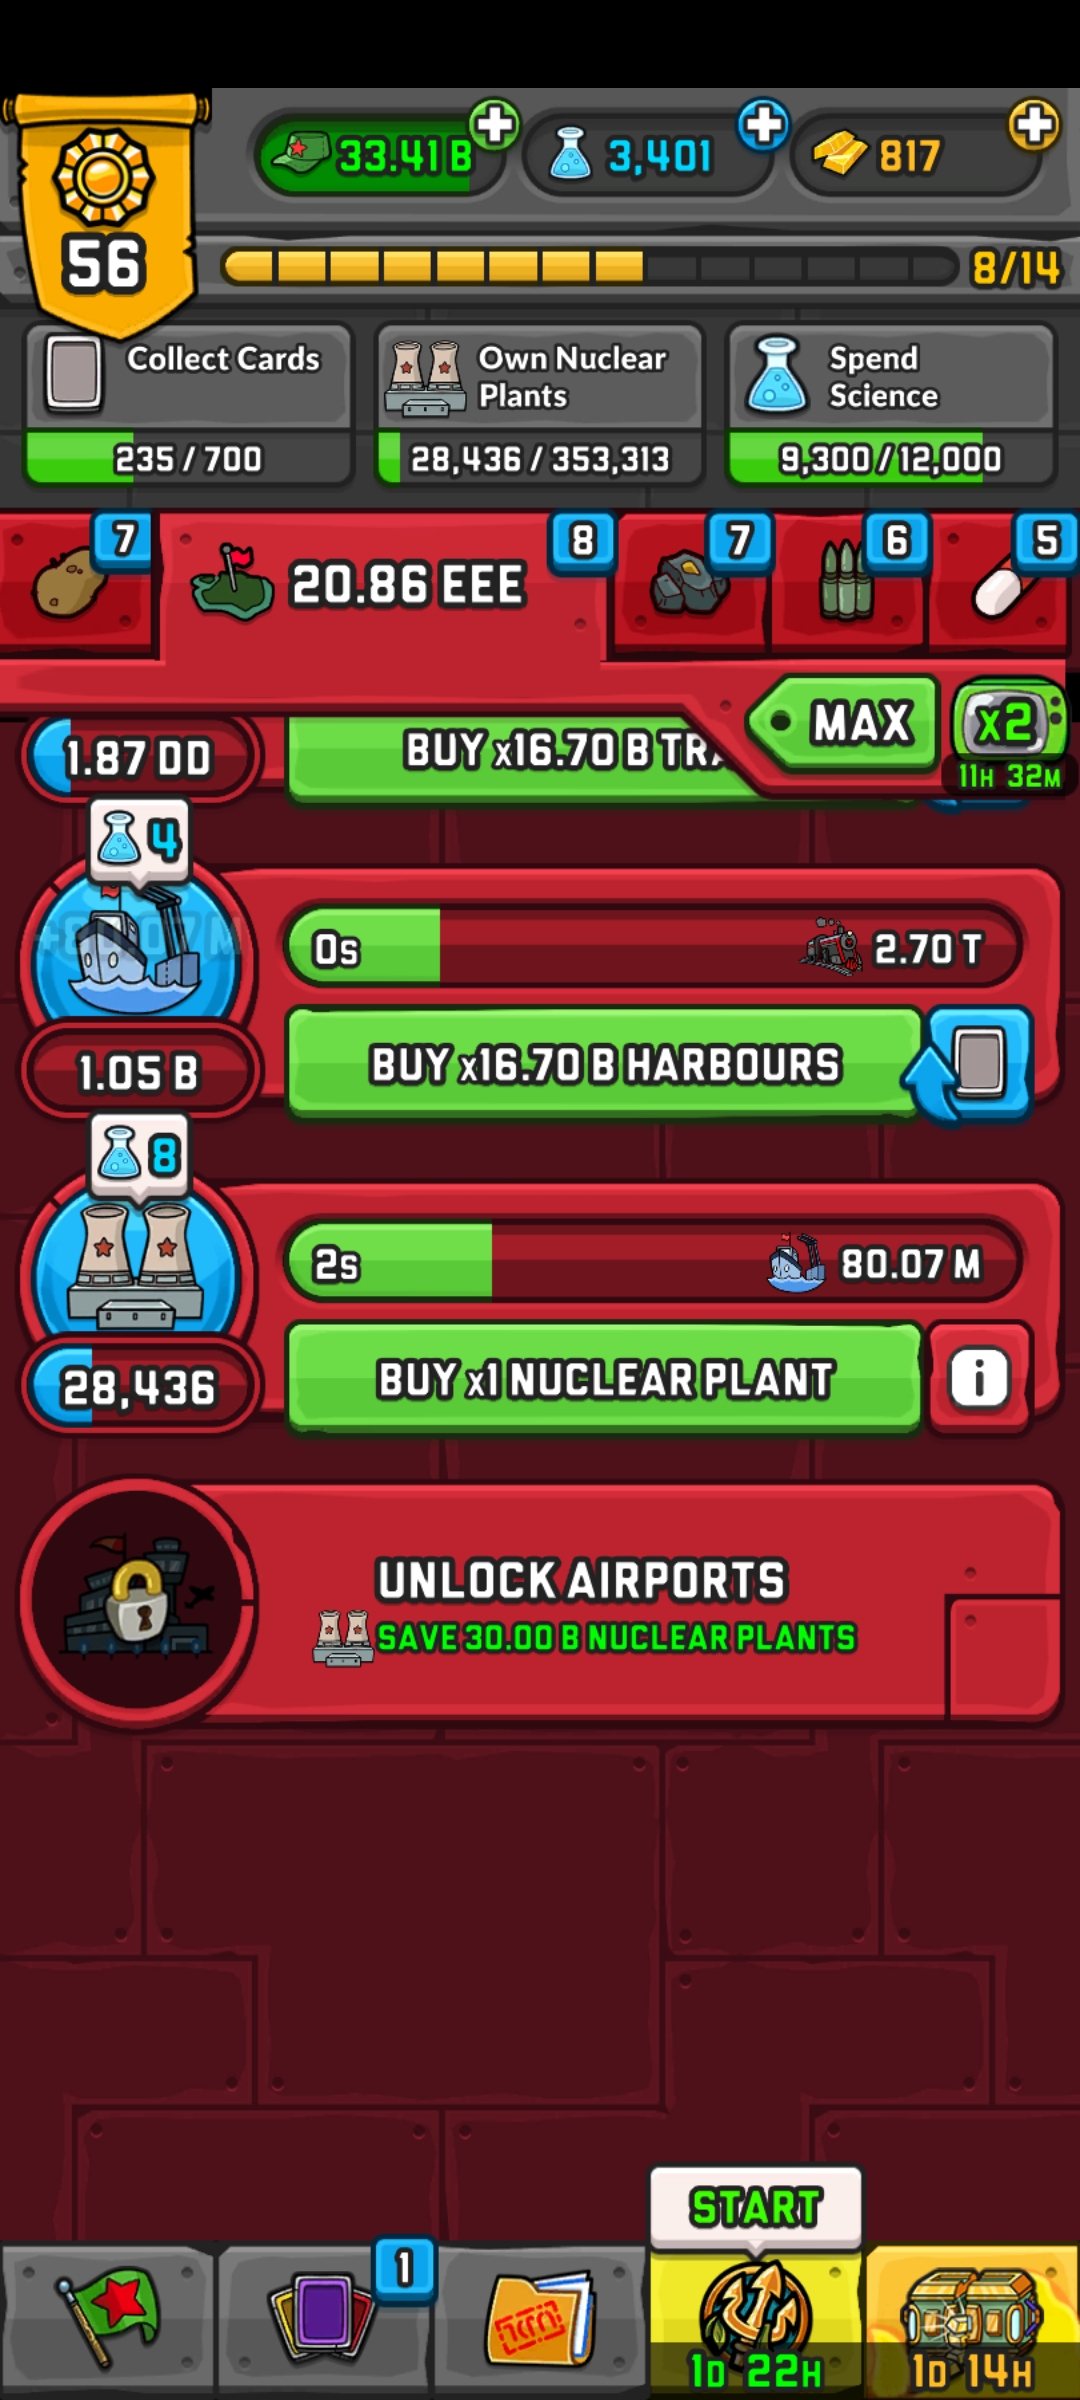 33.41 B
3,401
817
56
8/14
Collect Cards
235 / 700
Own Nuclear
Plants
28,436 / 353,313
Spend
Science
9,300 / 12,000
7
20.86 EEE
8
7
6
5
MAX
x2
11H 32M
1.87 DD
BUY x16.70 B TRA
4
+80.07 M
0s
2.70 T
1.05 B
BUY x16.70 B HARBOURS
8
2s
80.07 M
28,436
BUY x1 NUCLEAR PLANT
i
UNLOCK AIRPORTS
SAVE 30.00 B NUCLEAR PLANTS
START
1
1D 22H
1D 14H